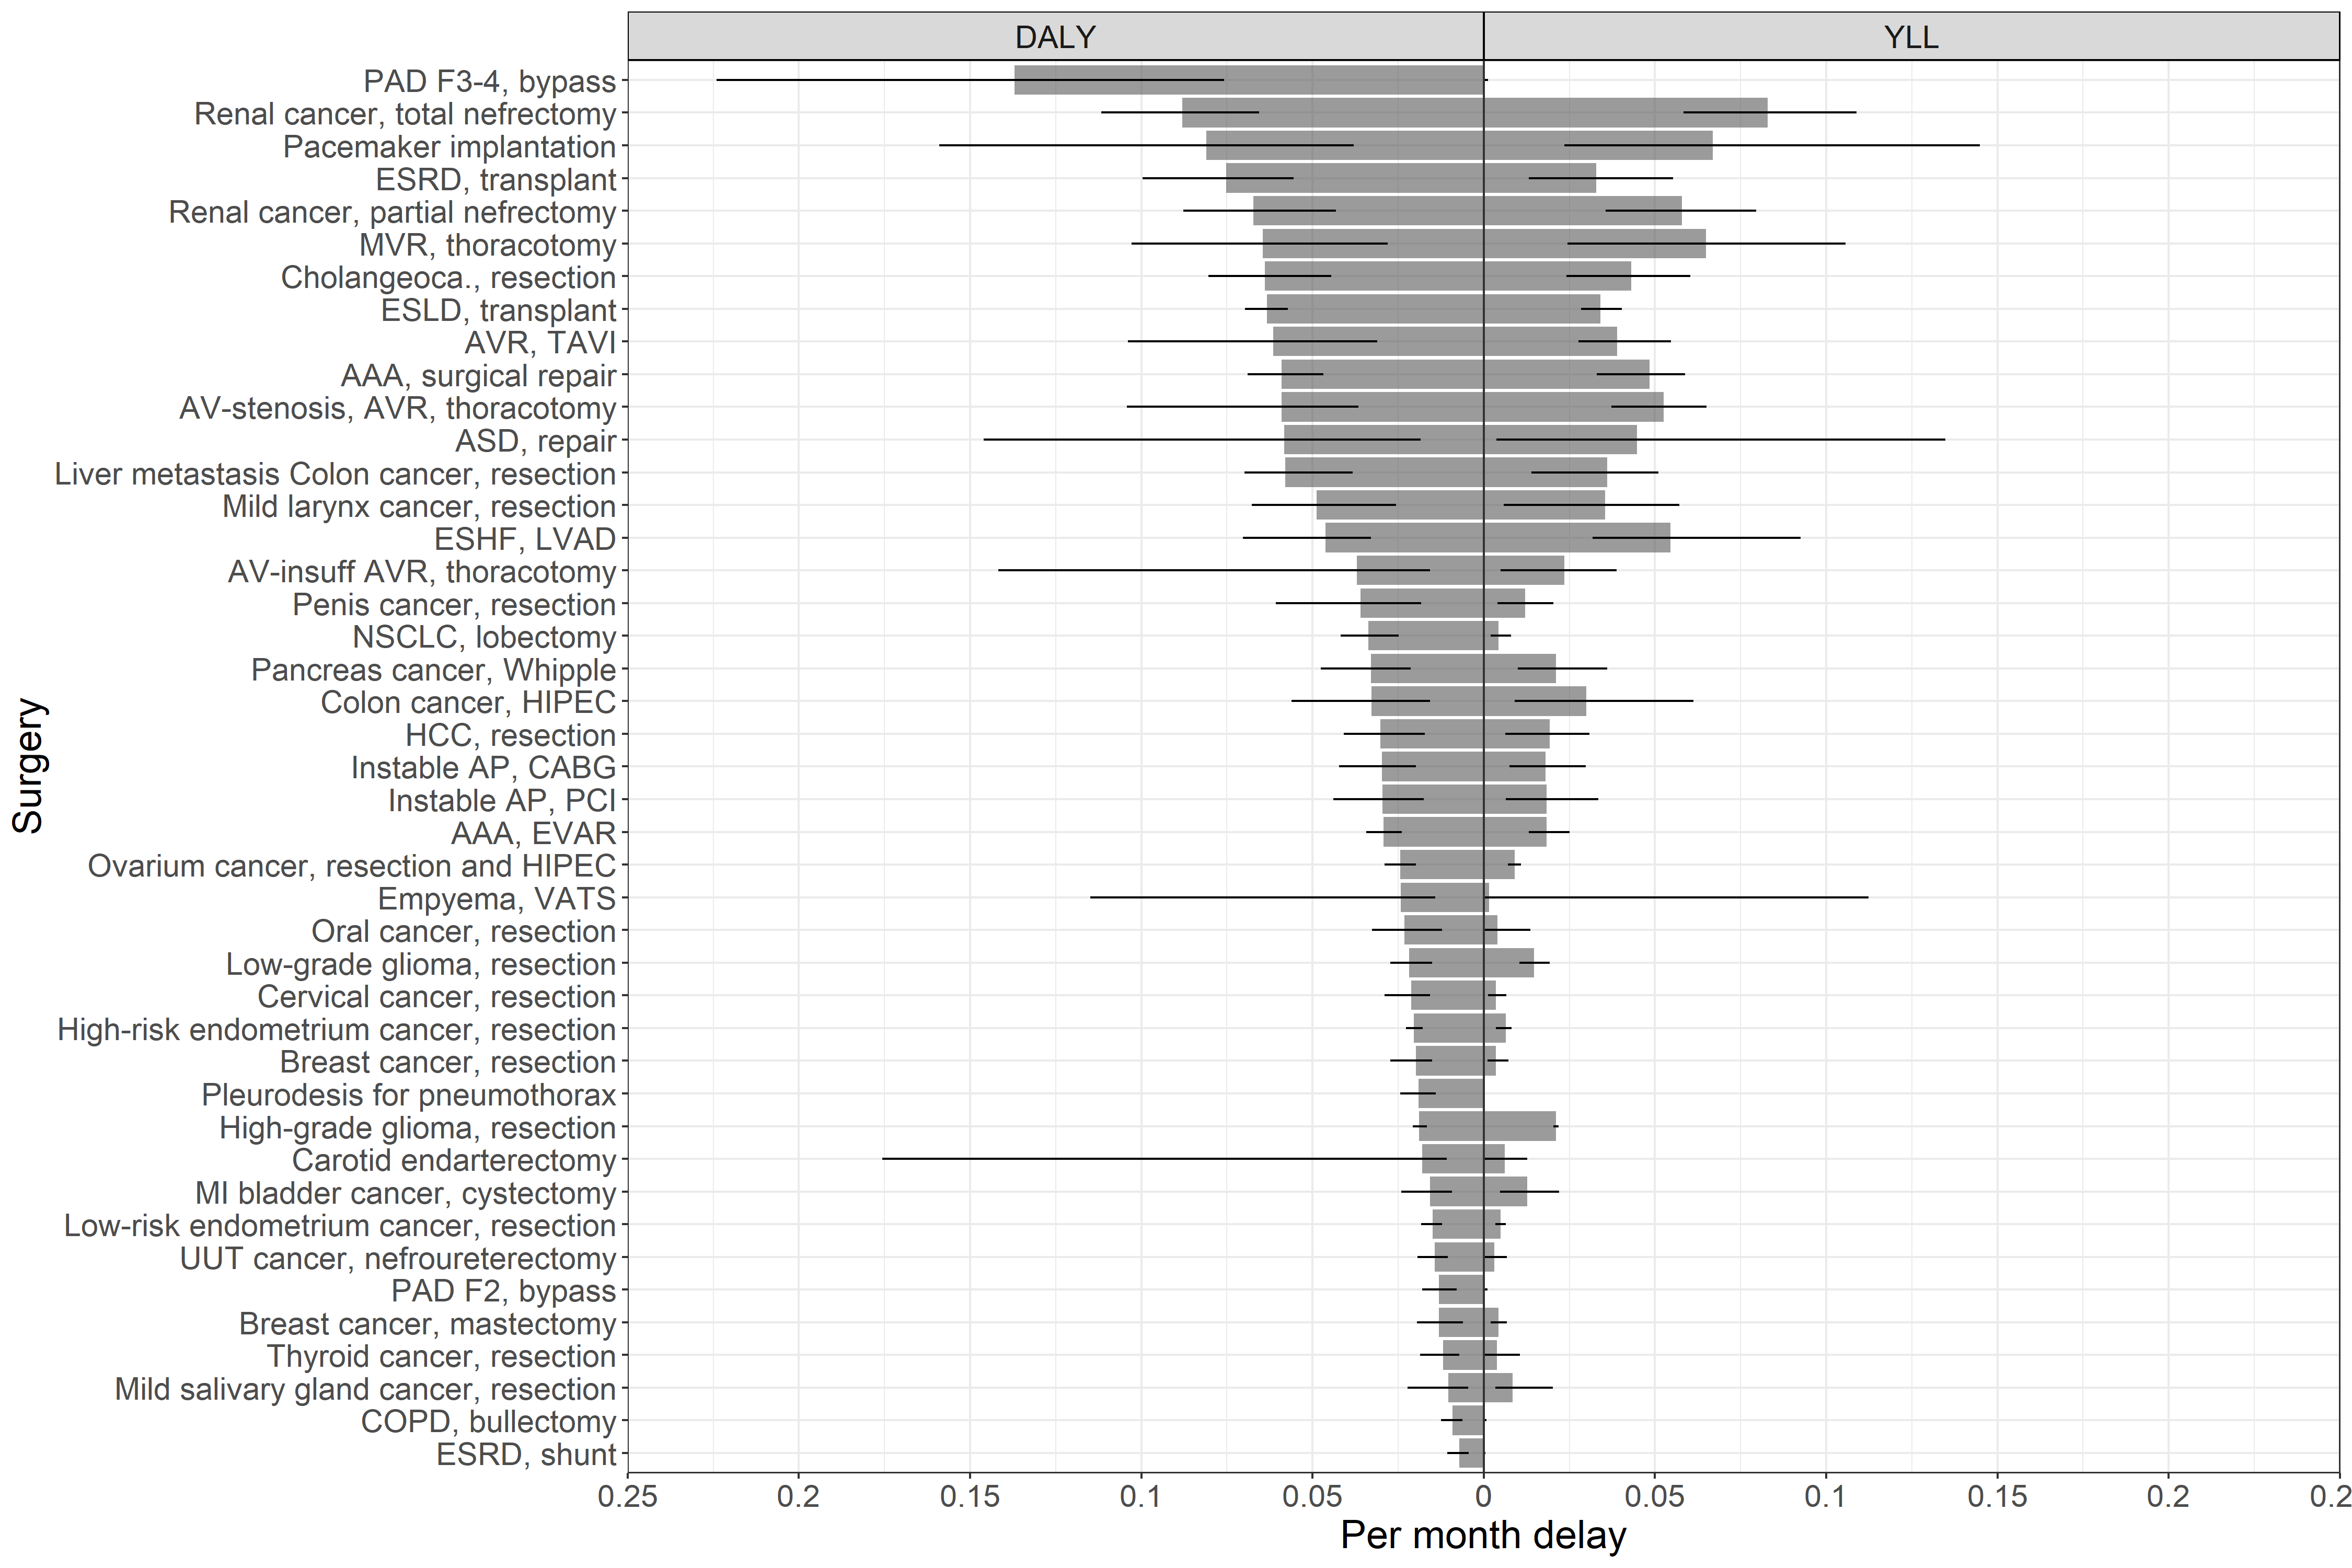 DALY YLL
PAD F3-4, bypass
Renal cancer, total nefrectomy
Pacemaker implantation
ESRD, transplant
Renal cancer, partial nefrectomy
MVR, thoracotomy
Cholangeoca., resection
ESLD, transplant
AVR, TAVI
AAA, surgical repair
AV-stenosis, AVR, thoracotomy
ASD, repair
Liver metastasis Colon cancer, resection
Mild larynx cancer, resection
ESHF, LVAD
AV-insuff AVR, thoracotomy
Penis cancer, resection
NSCLC, lobectomy
Pancreas cancer, Whipple
Colon cancer, HIPEC
HCC, resection
Instable AP, CABG
Instable AP, PCI
AAA, EVAR
Ovarium cancer, resection and HIPEC
Empyema, VATS
Oral cancer, resection
Low-grade glioma, resection
Cervical cancer, resection
High-risk endometrium cancer, resection
Breast cancer, resection
Pleurodesis for pneumothorax
High-grade glioma, resection
Carotid endarterectomy
MI bladder cancer, cystectomy
Low-risk endometrium cancer, resection
UUT cancer, nefroureterectomy
PAD F2, bypass
Breast cancer, mastectomy
Thyroid cancer, resection
Mild salivary gland cancer, resection
COPD, bullectomy
ESRD, shunt
Surgery
0.25 0.2 0.15 0.1 0.05 0 0.05 0.1 0.15 0.2 0.2
Per month delay